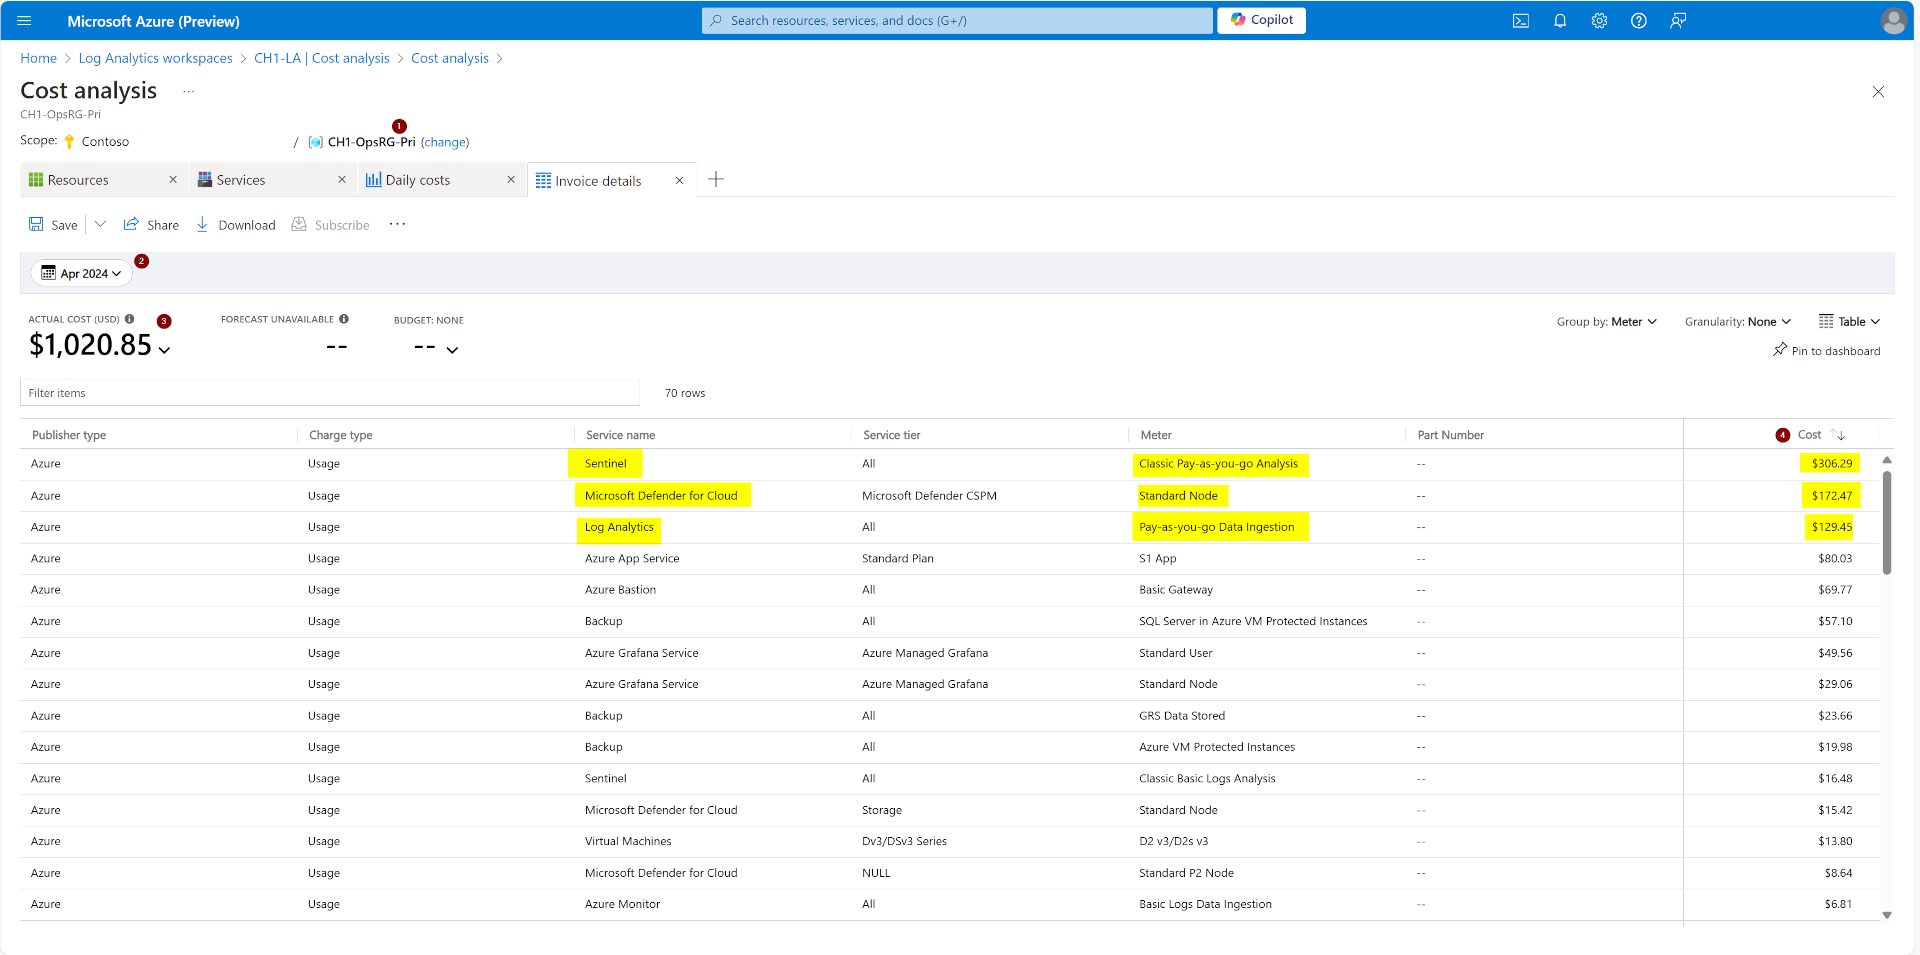 Microsoft Azure (Preview)
Search resources, services, and docs (G+/)
Copilot
Home > Log Analytics workspaces > CH1-LA | Cost analysis > Cost analysis >
Cost analysis ...
CH1-OpsRG-Pri
1
Scope: Contoso / CH1-OpsRG-Pri (change)
Resources Services Daily costs Invoice details
Save Share Download Subscribe ...
Apr 2024 2
ACTUAL COST (USD) 3 FORECAST UNAVAILABLE BUDGET: NONE
$1,020.85 -- --
Group by: Meter Granularity: None Table
Pin to dashboard
Filter items 70 rows
Publisher type Charge type Service name Service tier Meter Part Number 4 Cost
Azure Usage Sentinel All Classic Pay-as-you-go Analysis -- $306.29
Azure Usage Microsoft Defender for Cloud Microsoft Defender CSPM Standard Node -- $172.47
Azure Usage Log Analytics All Pay-as-you-go Data Ingestion -- $129.45
Azure Usage Azure App Service Standard Plan S1 App -- $80.03
Azure Usage Azure Bastion All Basic Gateway -- $69.77
Azure Usage Backup All SQL Server in Azure VM Protected Instances -- $57.10
Azure Usage Azure Grafana Service Azure Managed Grafana Standard User -- $49.56
Azure Usage Azure Grafana Service Azure Managed Grafana Standard Node -- $29.06
Azure Usage Backup All GRS Data Stored -- $23.66
Azure Usage Backup All Azure VM Protected Instances -- $19.98
Azure Usage Sentinel All Classic Basic Logs Analysis -- $16.48
Azure Usage Microsoft Defender for Cloud Storage Standard Node -- $15.42
Azure Usage Virtual Machines Dv3/DSv3 Series D2 v3/D2s v3 -- $13.80
Azure Usage Microsoft Defender for Cloud NULL Standard P2 Node -- $8.64
Azure Usage Azure Monitor All Basic Logs Data Ingestion -- $6.81